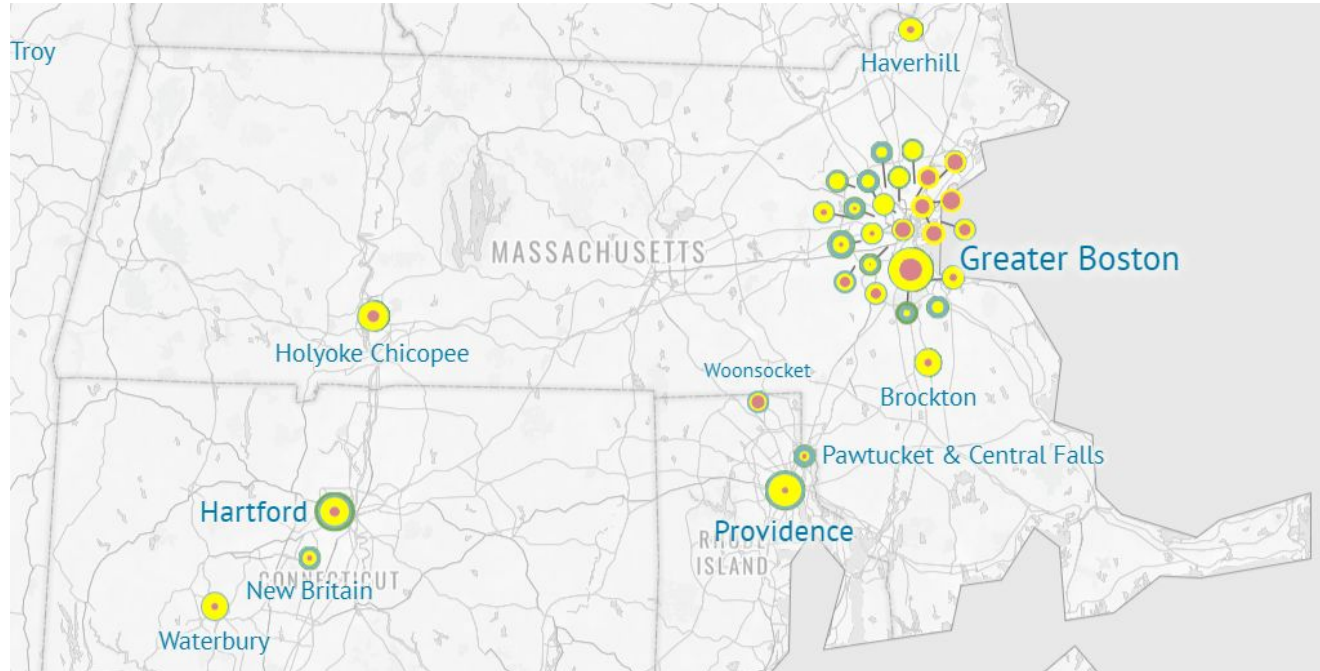 Troy
Haverhill
MASSACHUSETTS
Greater Boston
Holyoke Chicopee
Woonsocket
Brockton
Pawtucket & Central Falls
Hartford
Providence
RHODE
ISLAND
CONNECTICUT
New Britain
Waterbury